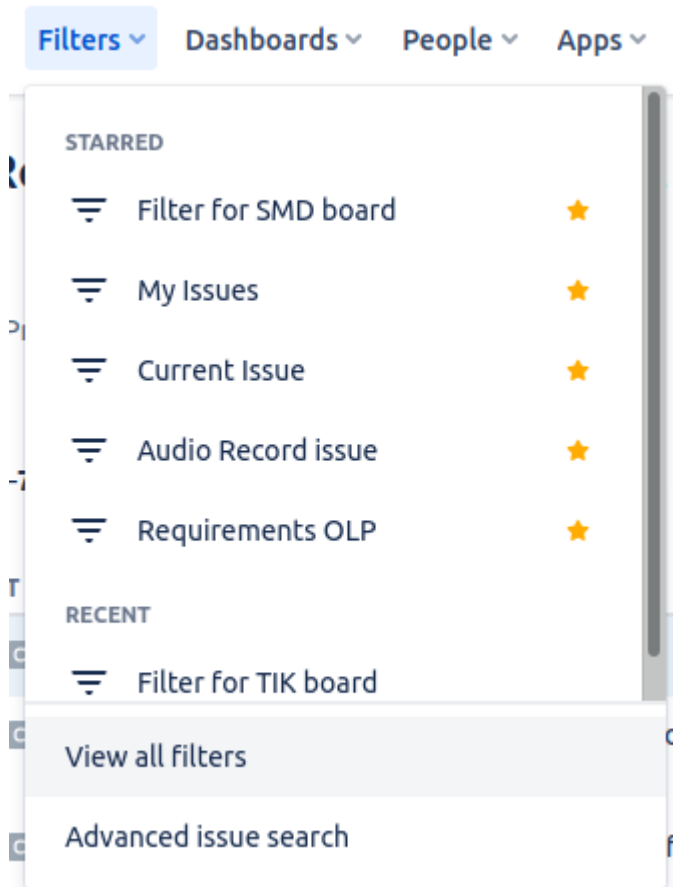 Filters Dashboards People Apps
STARRED
Filter for SMD board
My Issues
Current Issue
Audio Record issue
Requirements OLP
RECENT
Filter for TIK board
View all filters
Advanced issue search